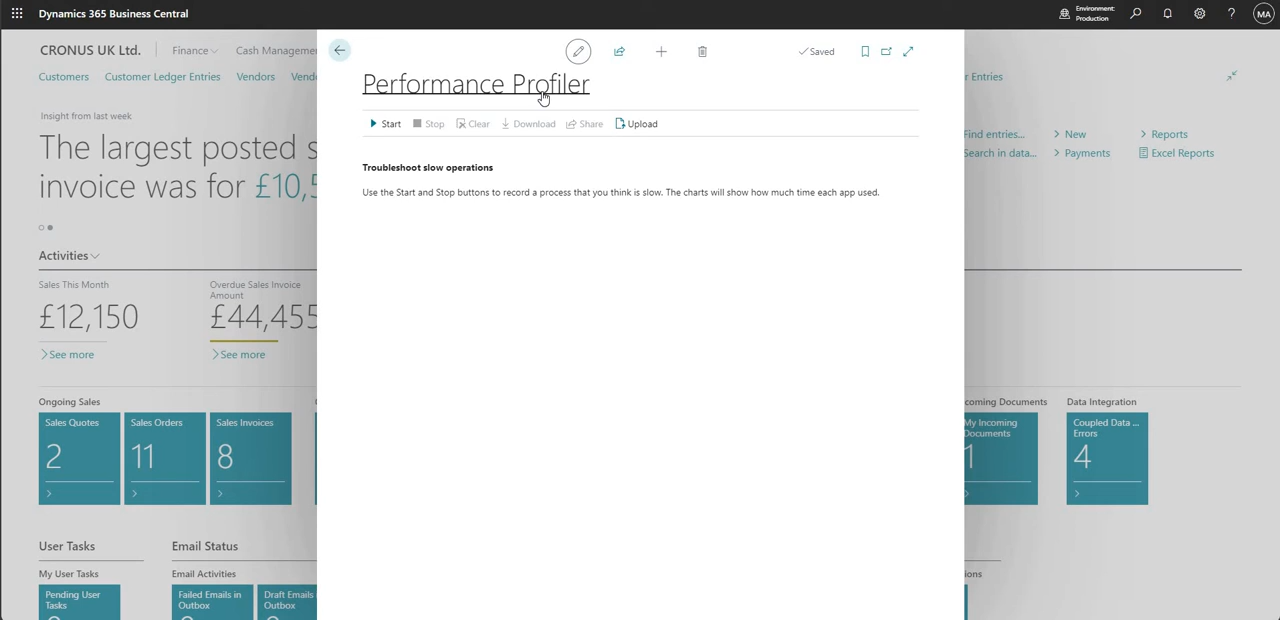 Dynamics 365 Business Central
Environment:
Production
MA
CRONUS UK Ltd.
Finance
Cash Managemen
Customers
Customer Ledger Entries
Vendors
Vend
r Entries
Insight from last week
The largest posted s
invoice was for £10,5
Find entries...
New
Reports
Search in data...
Payments
Excel Reports
Saved
Performance Profiler
Start
Stop
Clear
Download
Share
Upload
Troubleshoot slow operations
Use the Start and Stop buttons to record a process that you think is slow. The charts will show how much time each app used.
Activities
Sales This Month
£12,150
See more
Overdue Sales Invoice
Amount
£44,455
See more
Ongoing Sales
Sales Quotes
2
Sales Orders
11
Sales Invoices
8
coming Documents
My Incoming
Documents
1
Data Integration
Coupled Data ...
Errors
4
User Tasks
My User Tasks
Pending User
Tasks
Email Status
Email Activities
Failed Emails in
Outbox
Draft Emails i
Outbox
ions